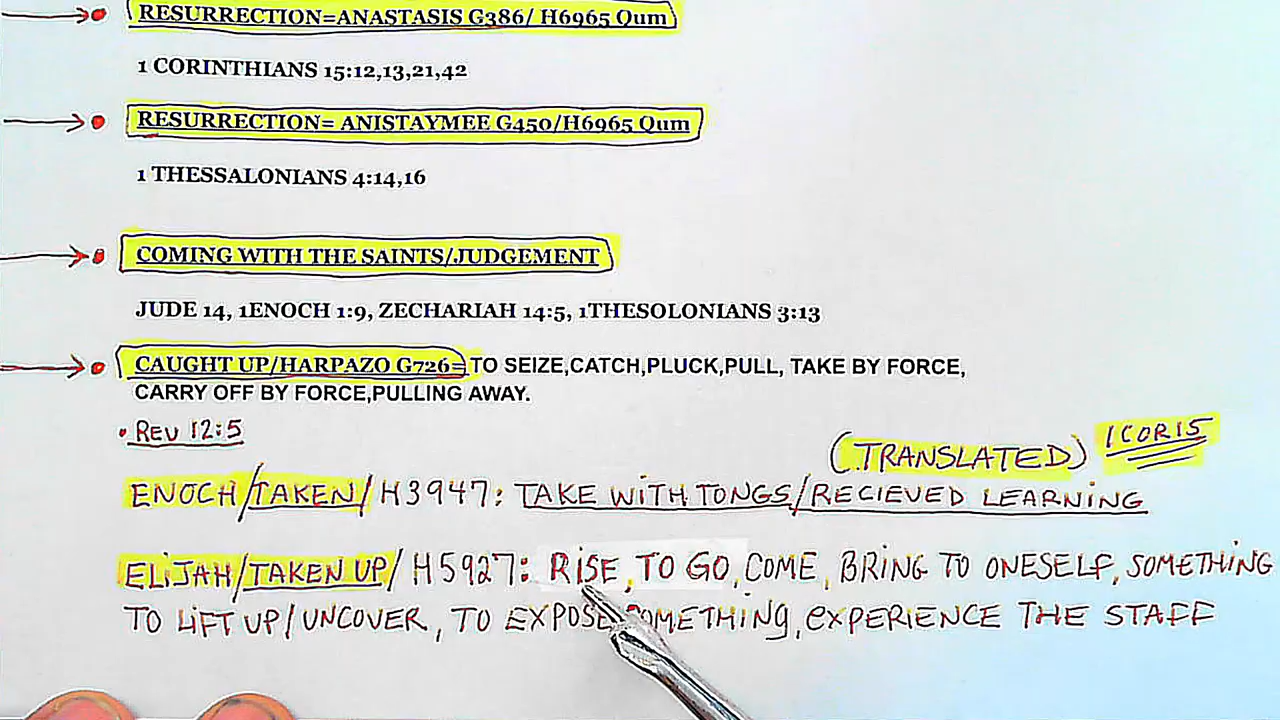 RESURRECTION=ANASTASIS G386/ H6965 Qum
1 CORINTHIANS 15:12,13,21,42
RESURRECTION= ANISTAYMEE G450/H6965 Qum
1 THESSALONIANS 4:14,16
COMING WITH THE SAINTS/JUDGEMENT
JUDE 14, 1ENOCH 1:9, ZECHARIAH 14:5, 1THESOLONIANS 3:13
CAUGHT UP/HARPAZO G726= TO SEIZE,CATCH,PLUCK,PULL, TAKE BY FORCE,
CARRY OFF BY FORCE,PULLING AWAY.
• REV 12:5
(TRANSLATED) 1COR15
ENOCH/TAKEN/H3947: TAKE WITH TONGS/RECIEVED LEARNING
ELIJAH/TAKEN UP/H5927: RISE, TO GO, COME, BRING TO ONESELF, SOMETHING
TO LIFT UP/UNCOVER, TO EXPOSE SOMETHING, EXPERIENCE THE STAFF